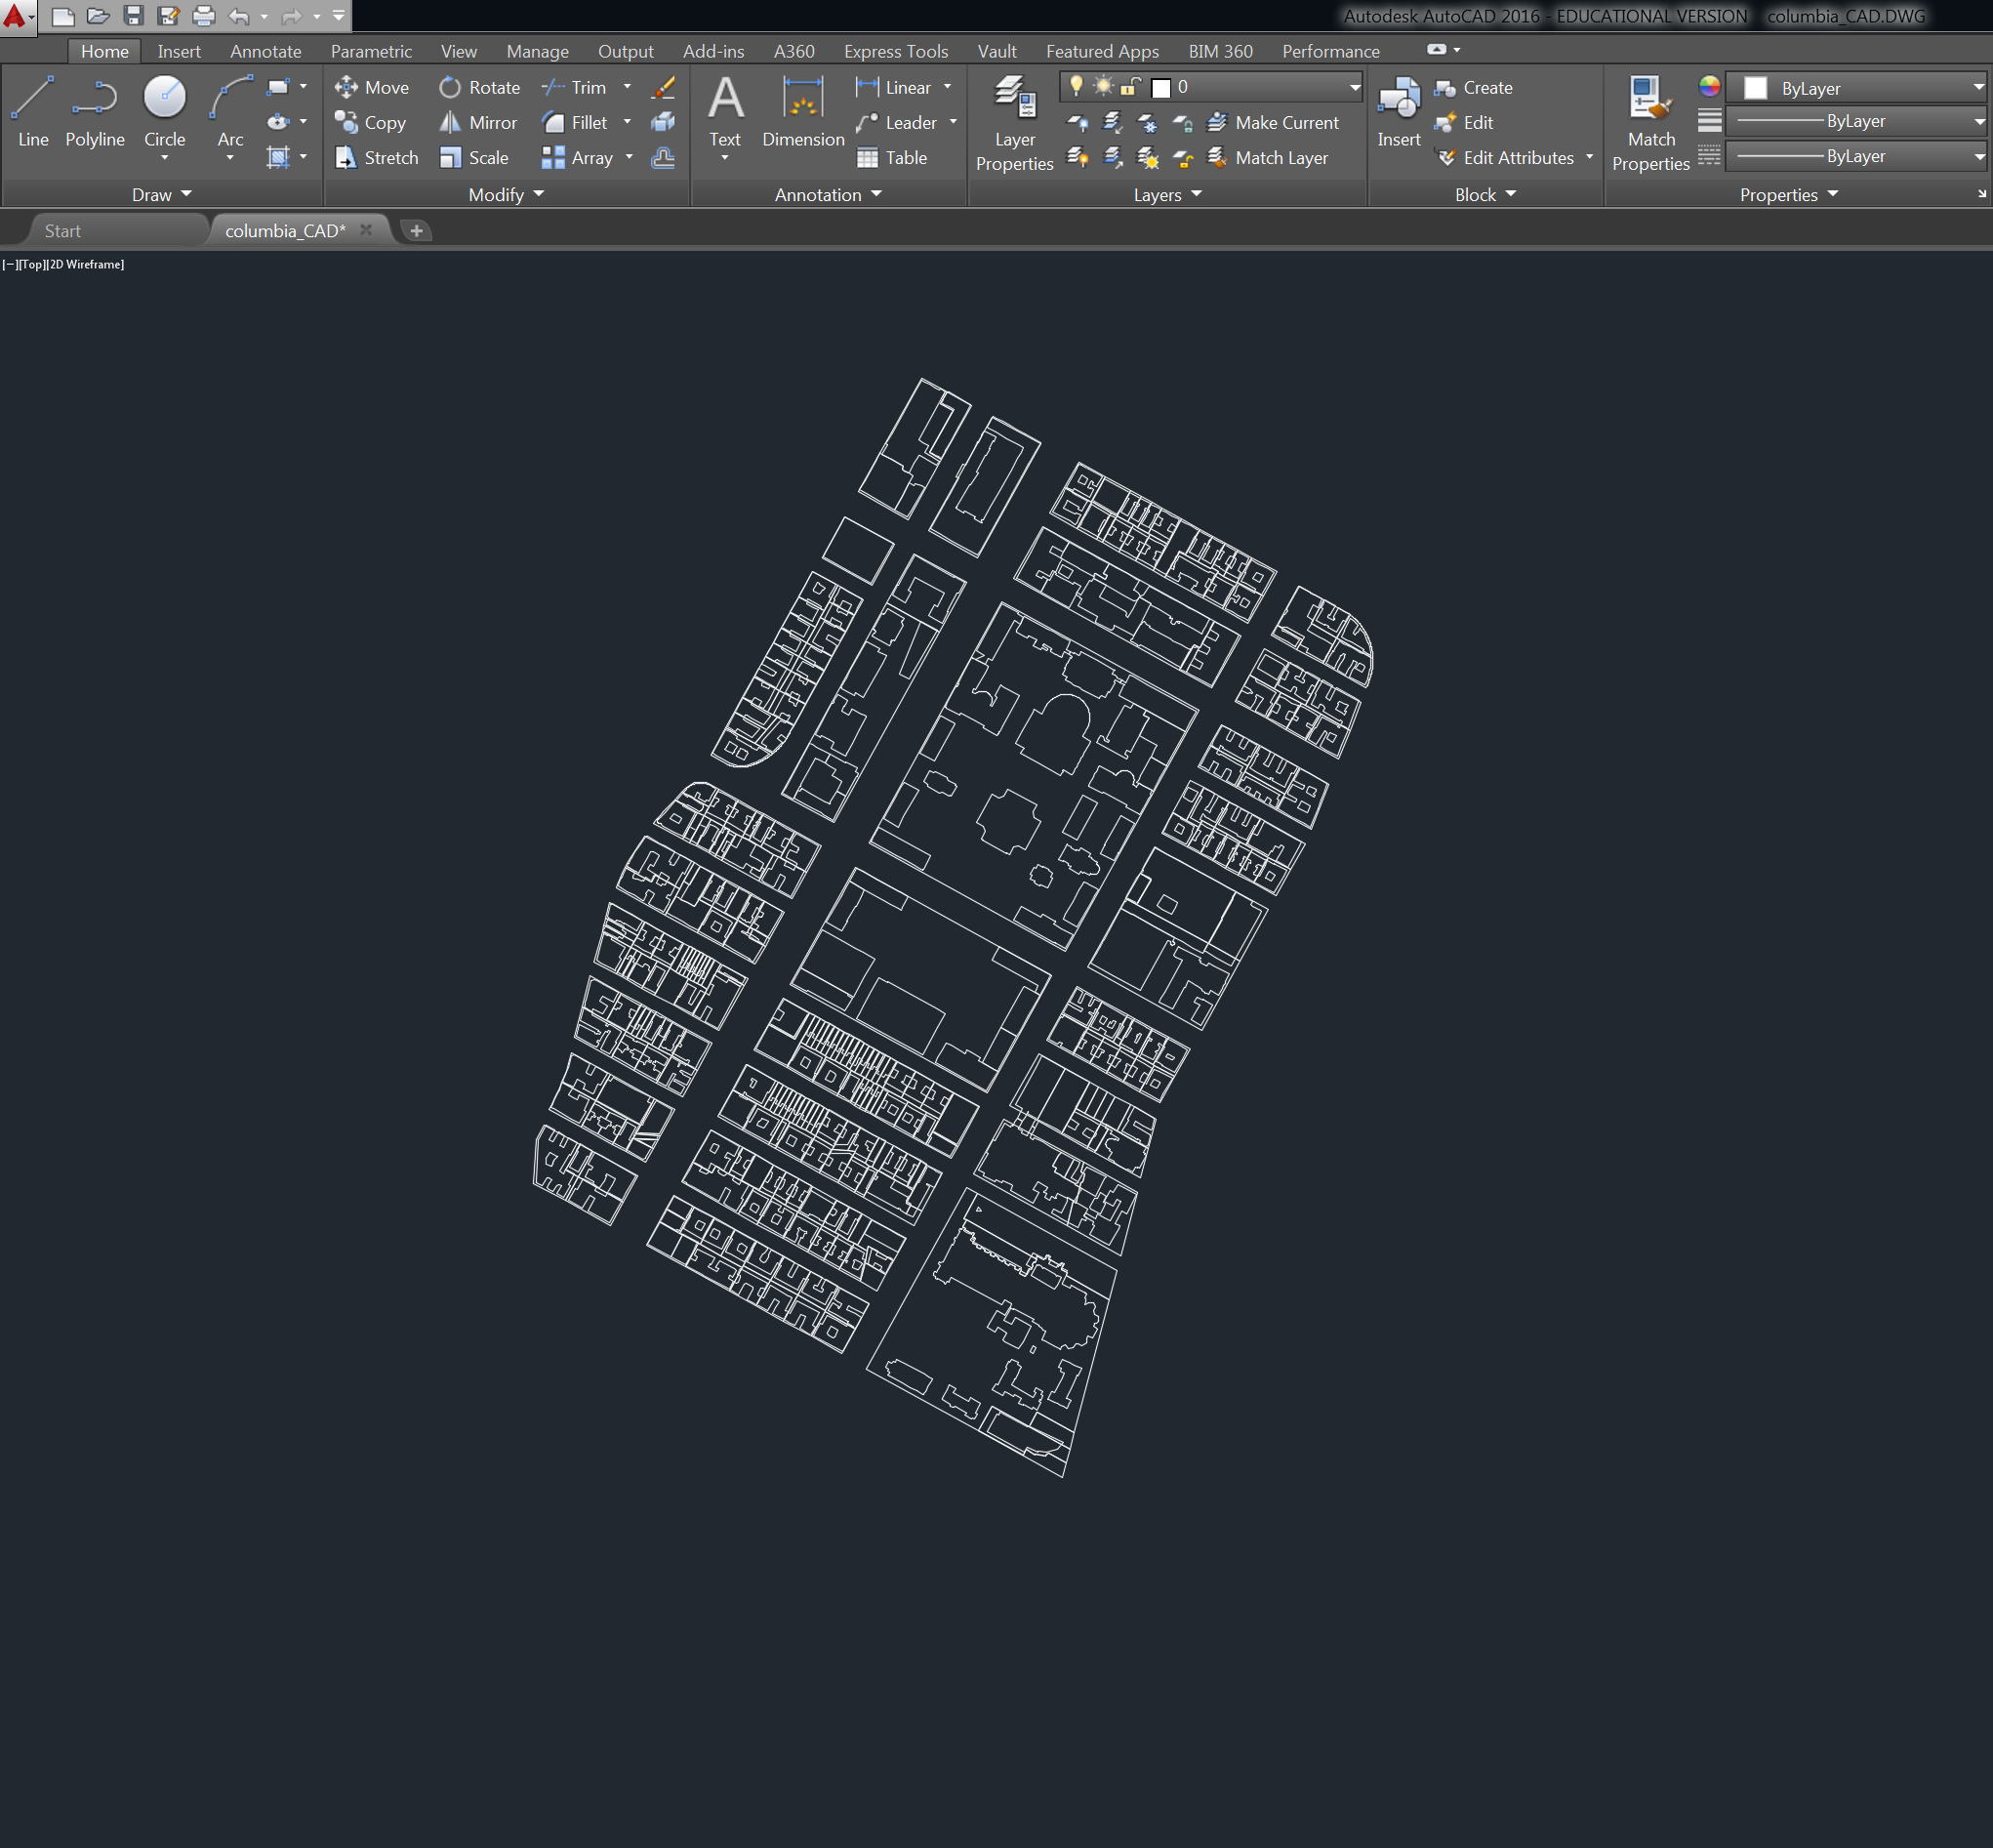 Autodesk AutoCAD 2016 - EDUCATIONAL VERSION columbia_CAD.DWG
Home Insert Annotate Parametric View Manage Output Add-ins A360 Express Tools Vault Featured Apps BIM 360 Performance
Line Polyline Circle Arc
Move Rotate Trim
Copy Mirror Fillet
Stretch Scale Array
Text Dimension
Linear
Leader
Table
Layer Properties
0
Make Current
Match Layer
Insert
Create
Edit
Edit Attributes
Match Properties
ByLayer
ByLayer
ByLayer
Draw Modify Annotation Layers Block Properties
Start columbia_CAD*
[−][Top][2D Wireframe]